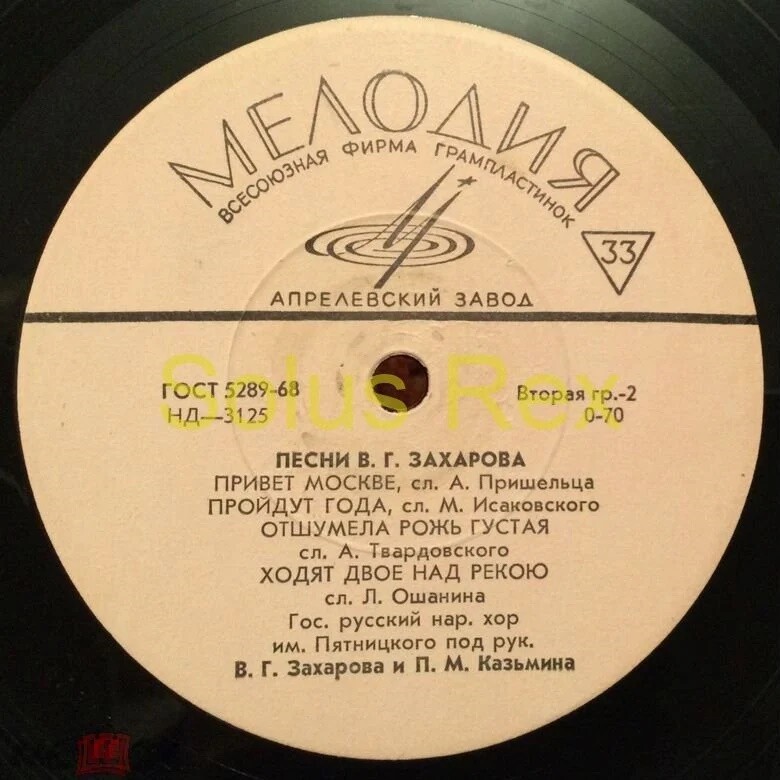 МЕЛОДИЯ
ВСЕСОЮЗНАЯ ФИРМА ГРАМПЛАСТИНОК
33
АПРЕЛЕВСКИЙ ЗАВОД
ГОСТ 5289-68
НД—3125
Вторая гр.-2
0-70
Solus Rex
ПЕСНИ В. Г. ЗАХАРОВА
ПРИВЕТ МОСКВЕ, сл. А. Пришельца
ПРОЙДУТ ГОДА, сл. М. Исаковского
ОТШУМЕЛА РОЖЬ ГУСТАЯ
сл. А. Твардовского
ХОДЯТ ДВОЕ НАД РЕКОЮ
сл. Л. Ошанина
Гос. русский нар. хор
им. Пятницкого под рук.
В. Г. Захарова и П. М. Казьмина